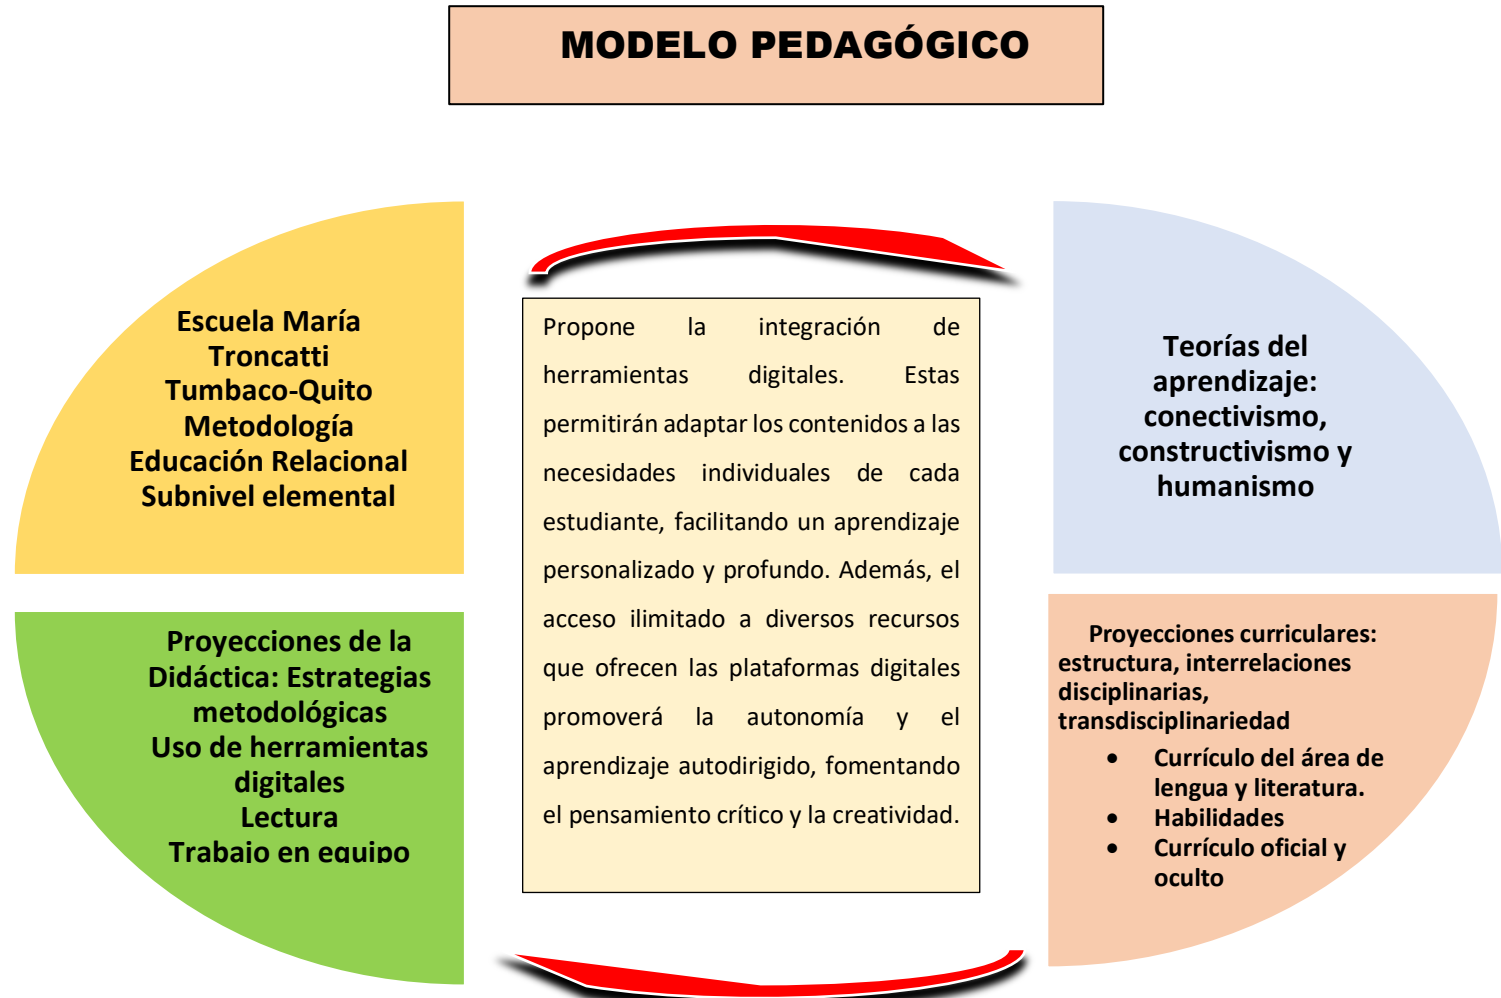 MODELO PEDAGÓGICO
Escuela María
Troncatti
Tumbaco-Quito
Metodología
Educación Relacional
Subnivel elemental
Propone la integración de
herramientas digitales. Estas
permitirán adaptar los contenidos a las
necesidades individuales de cada
estudiante, facilitando un aprendizaje
personalizado y profundo. Además, el
acceso ilimitado a diversos recursos
que ofrecen las plataformas digitales
promoverá la autonomía y el
aprendizaje autodirigido, fomentando
el pensamiento crítico y la creatividad.
Teorías del
aprendizaje:
conectivismo,
constructivismo y
humanismo
Proyecciones de la
Didáctica: Estrategias
metodológicas
Uso de herramientas
digitales
Lectura
Trabajo en equipo
Proyecciones curriculares:
estructura, interrelaciones
disciplinarias,
transdisciplinariedad
• Currículo del área de
lengua y literatura.
• Habilidades
• Currículo oficial y
oculto